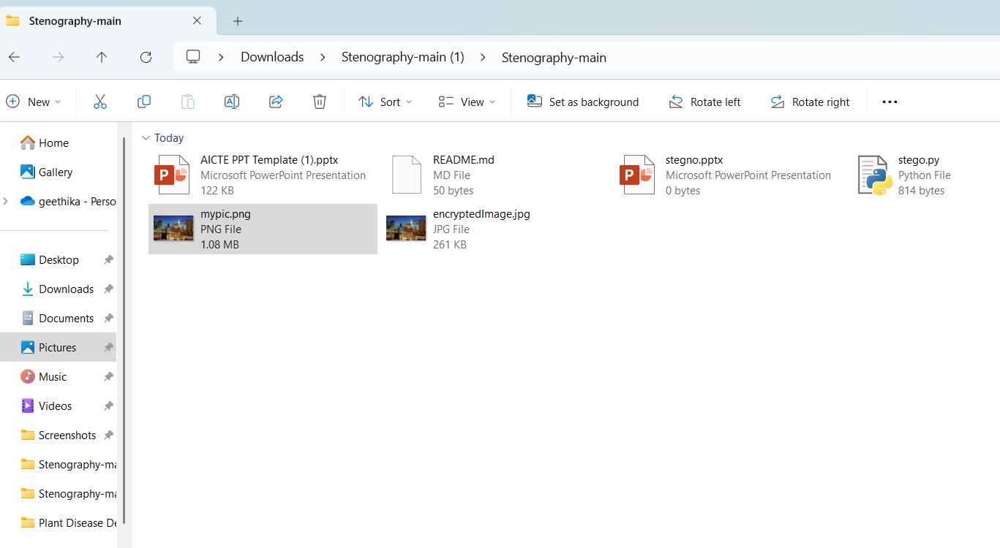 Stenography-main
Downloads > Stenography-main (1) > Stenography-main
New Sort View Set as background Rotate left Rotate right
Home
Gallery
geethika - Perso
Desktop
Downloads
Documents
Pictures
Music
Videos
Screenshots
Stenography-ma
Stenography-ma
Plant Disease De
Today
AICTE PPT Template (1).pptx
Microsoft PowerPoint Presentation
122 KB
README.md
MD File
50 bytes
stegno.pptx
Microsoft PowerPoint Presentation
0 bytes
stego.py
Python File
814 bytes
mypic.png
PNG File
1.08 MB
encryptedImage.jpg
JPG File
261 KB